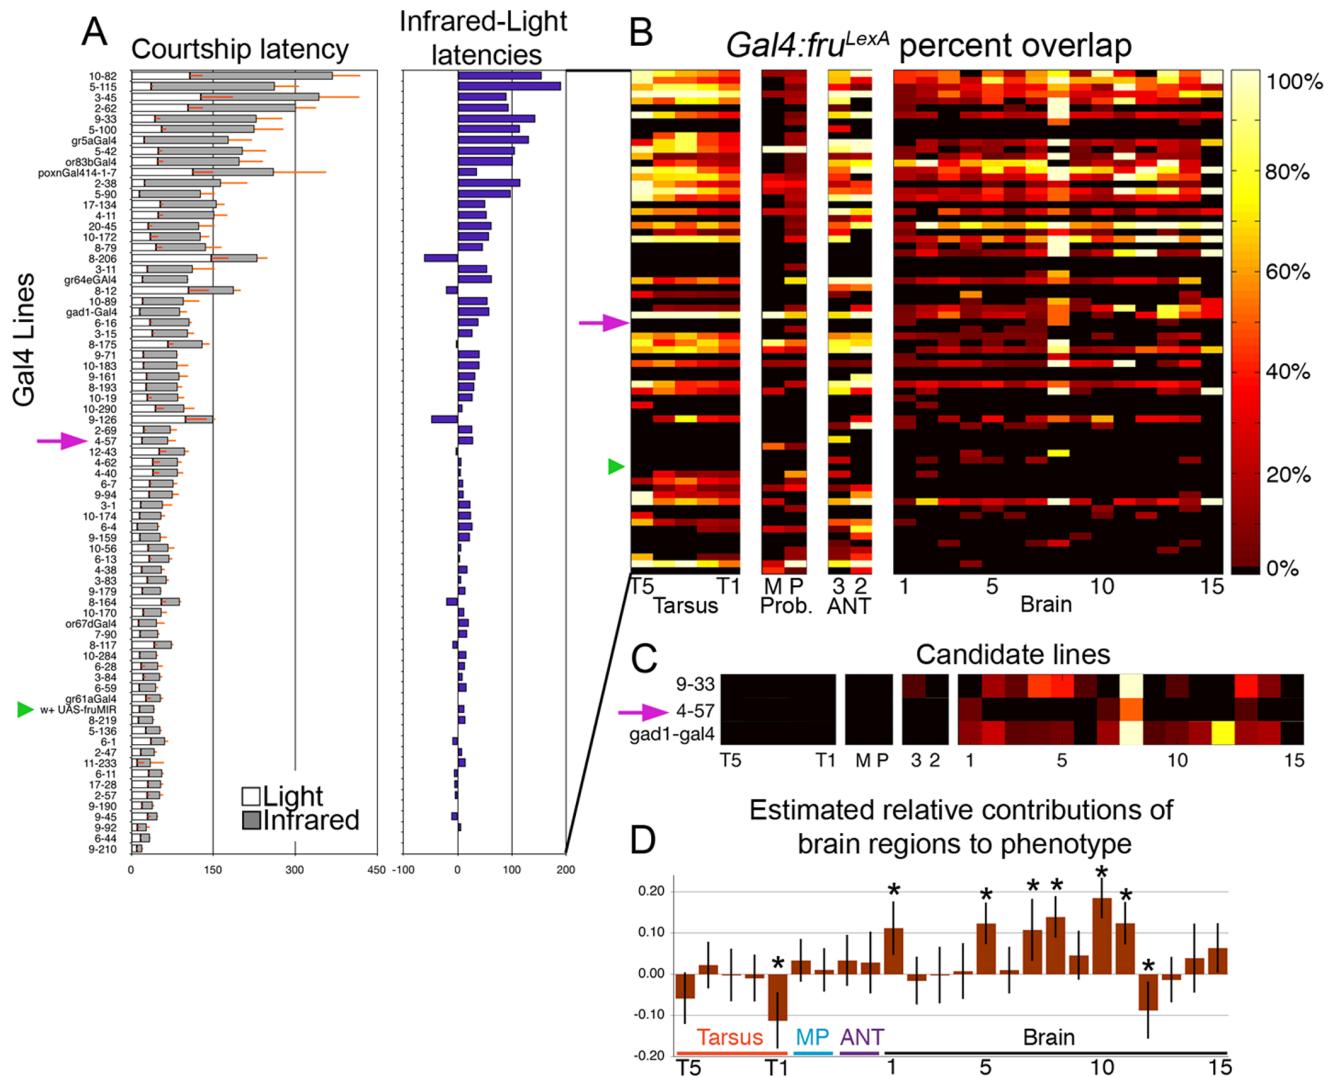 A
Courtship latency
Infrared-Light
latencies
Gal4 Lines
10-82
5-115
3-45
2-62
9-33
5-100
gr5aGal4
5-42
or83bGal4
poxnGal414-1-7
2-38
5-90
17-134
4-11
20-45
10-172
8-79
8-206
3-11
gr64eGAl4
8-12
10-89
gad1-Gal4
6-16
3-15
8-175
9-71
10-183
9-161
8-193
10-19
10-290
9-126
2-69
4-57
12-43
4-62
4-40
6-7
9-94
3-1
10-174
6-4
9-159
10-56
6-13
4-38
3-83
9-179
8-164
10-170
or67dGal4
7-90
8-117
10-284
6-28
3-84
6-59
gr61aGal4
w+ UAS-fruMIR
8-219
5-136
6-1
2-47
11-233
6-11
17-28
2-57
9-190
9-45
9-92
6-44
9-210
Light
Infrared
0 150 300 450
-100 0 100 200
B
Gal4:fruLexA percent overlap
100%
80%
60%
40%
20%
0%
T5 T1 M P 3 2 1 5 10 15
Tarsus Prob. ANT Brain
C
Candidate lines
9-33
4-57
gad1-gal4
T5 T1 M P 3 2 1 5 10 15
D
Estimated relative contributions of
brain regions to phenotype
0.20
0.10
0.00
-0.10
-0.20
* * * * * * * *
Tarsus MP ANT Brain
T5 T1 1 5 10 15